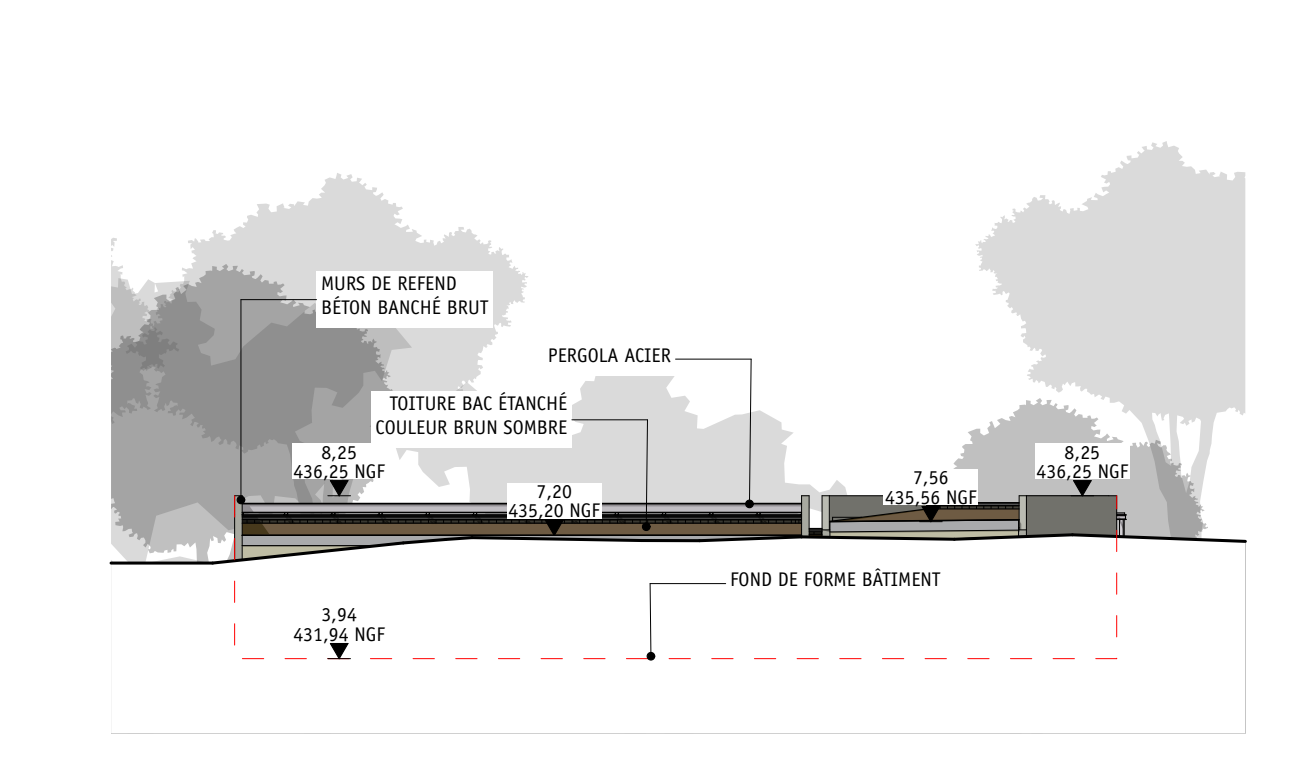 MURS DE REFEND
BÉTON BANCHÉ BRUT
PERGOLA ACIER
TOITURE BAC ÉTANCHÉ
COULEUR BRUN SOMBRE
8,25
436,25 NGF
8,25
436,25 NGF
7,56
435,56 NGF
7,20
435,20 NGF
FOND DE FORME BÂTIMENT
3,94
431,94 NGF